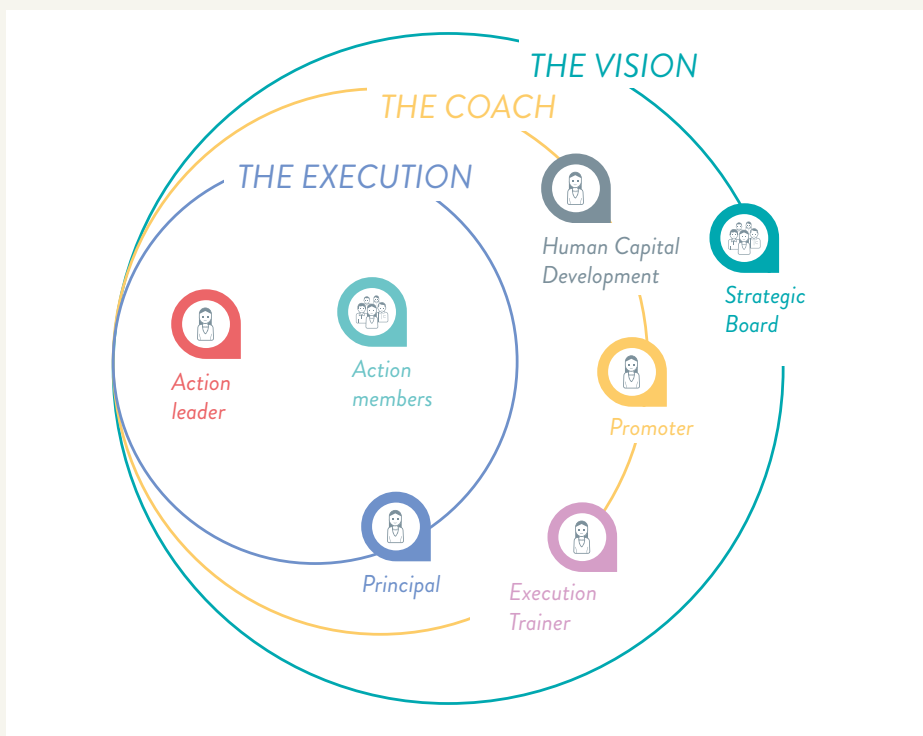 THE VISION
THE COACH
THE EXECUTION
Human Capital
Development
Strategic
Board
Action
leader
Action
members
Promoter
Principal
Execution
Trainer